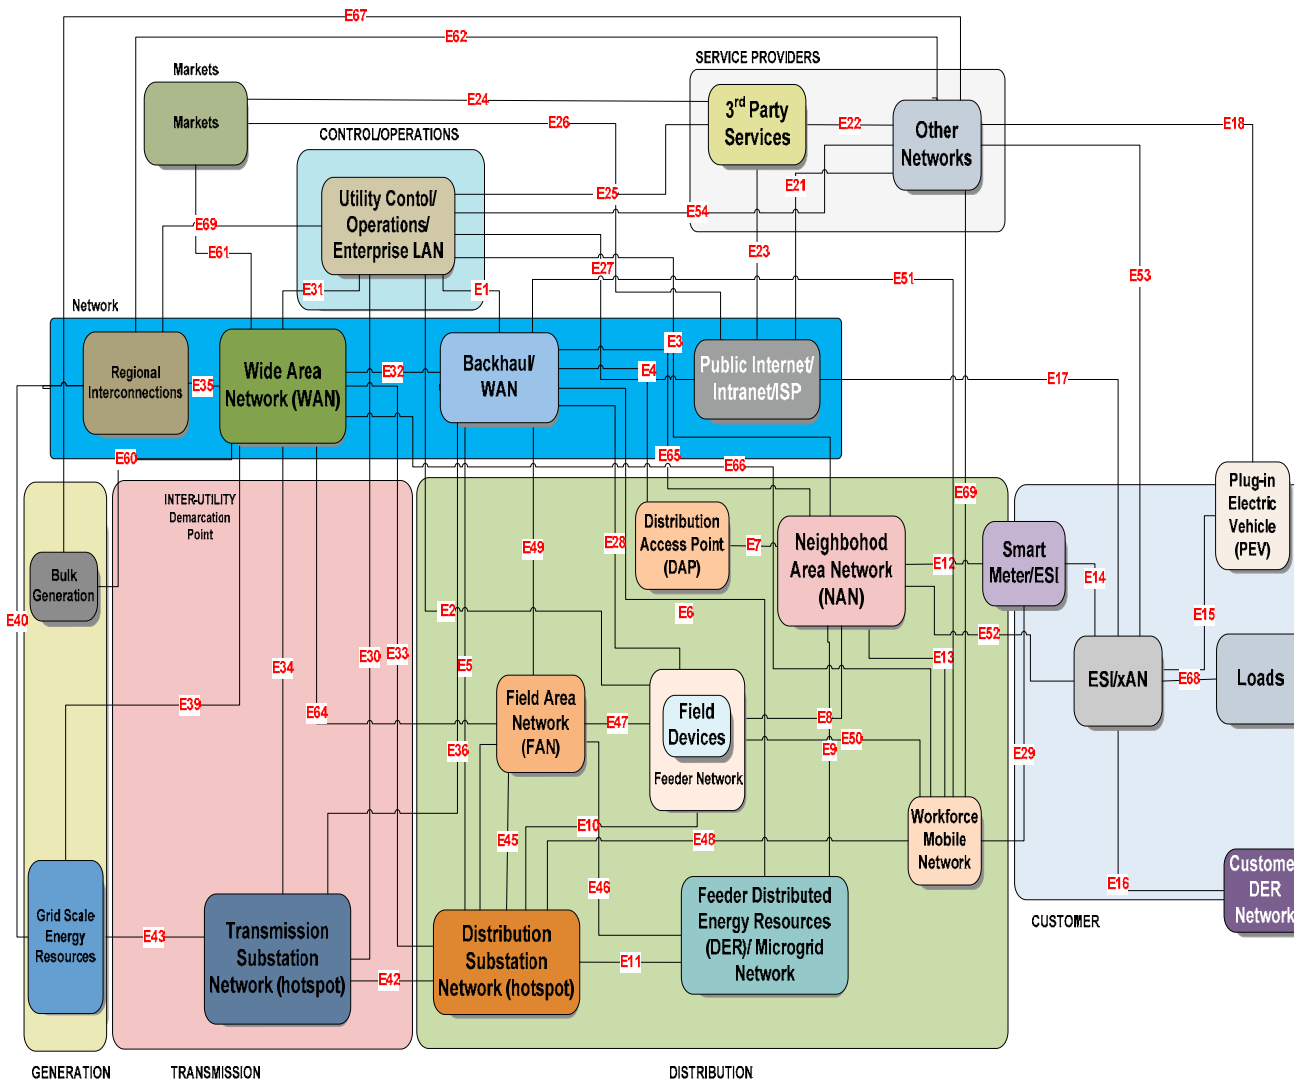 E67
E62
SERVICE PROVIDERS
Markets
Markets
E24
E26
3rd Party
Services
E22
Other
Networks
E18
CONTROL/OPERATIONS
Utility Contol/
Operations/
Enterprise LAN
E25
E21
E54
E69
E61
E23
E27
E53
E51
E31
E1
Network
E3
Regional
Interconnections
E35
Wide Area
Network (WAN)
E32
Backhaul/
WAN
E4
Public Internet/
Intranet/ISP
E17
E60
E65
E66
INTER-UTILITY
Demarcation
Point
E69
Plug-in
Electric
Vehicle
(PEV)
Distribution
Access Point
(DAP)
E49
E28
E7
Neighbohod
Area Network
(NAN)
E12
Smart
Meter/ESI
E14
Bulk
Generation
E40
E2
E6
E15
E52
E34
E30
E33
E5
E13
ESI/xAN
E68
Loads
E39
E64
Field Area
Network
(FAN)
E47
Field
Devices
Feeder Network
E8
E9
E50
E36
E29
E10
E45
E48
Workforce
Mobile
Network
E46
E16
Custome
DER
Network
CUSTOMER
Grid Scale
Energy
Resources
E43
Transmission
Substation
Network (hotspot)
E42
Distribution
Substation
Network (hotspot)
E11
Feeder Distributed
Energy Resources
(DER)/ Microgrid
Network
GENERATION
TRANSMISSION
DISTRIBUTION